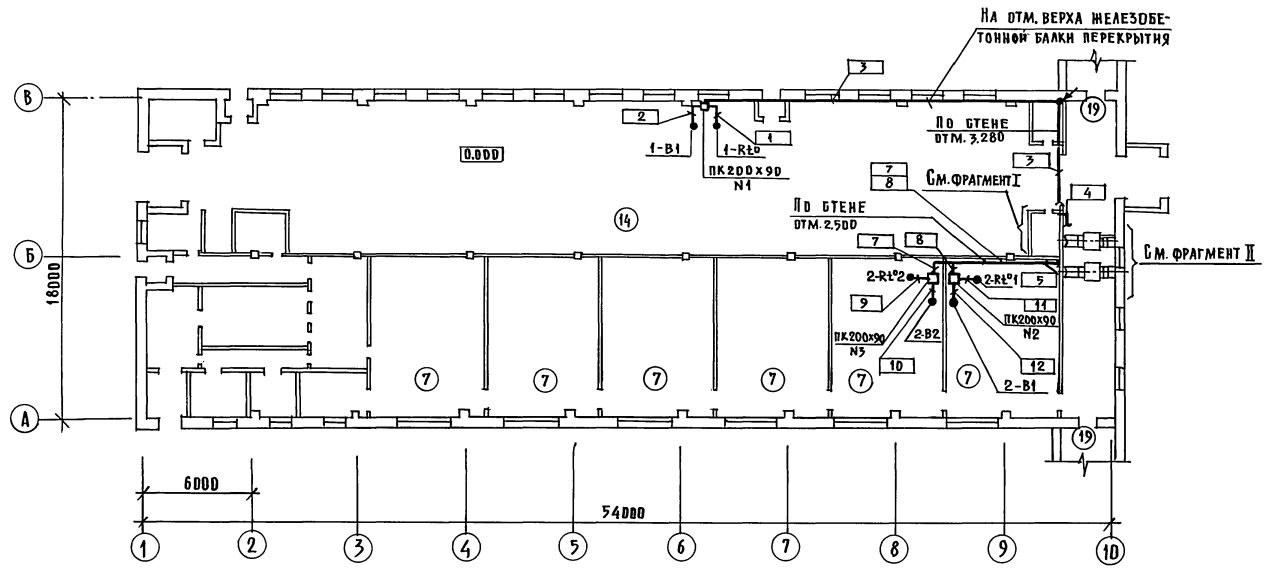 На отм. верха железобе-
тонной балки перекрытия
3
В
19
2
1
По стене
отм. 3.280
1-В1
1-Rt°
0.000
ПК200х90
N1
3
7
8
См.фрагмент I
4
По стене
отм. 2,500
14
Б
7
8
См. фрагмент II
18000
2-Rt°2
2-Rt°1
5
9
11
ПК200х90
N3
2-В2
ПК200х90
N2
10
12
7
7
7
7
7
7
2-В1
А
19
6000
54000
1
2
3
4
5
6
7
8
9
10